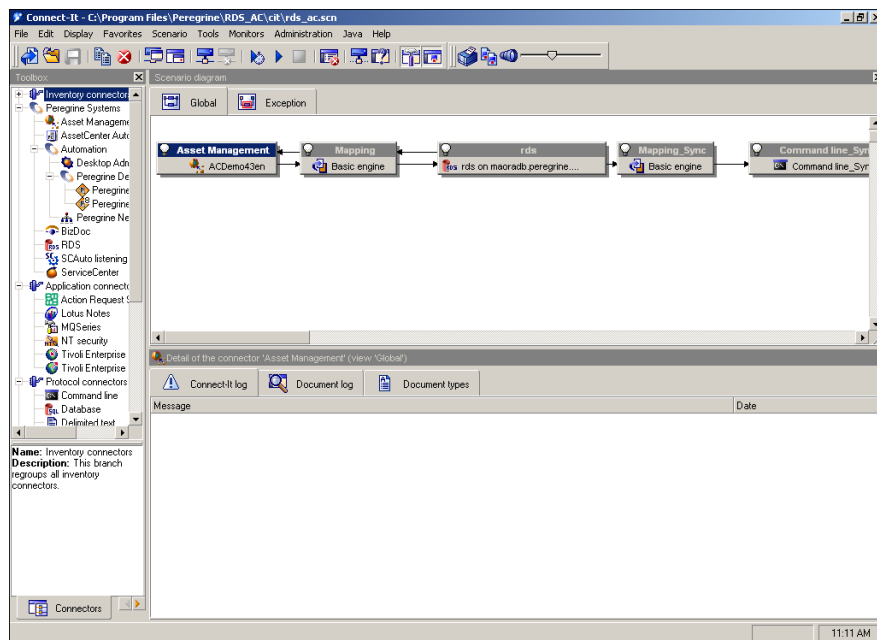 Connect-It - C:\Program Files\Peregrine\RDS_AC\cit\rds_ac.scn
File Edit Display Favorites Scenario Tools Monitors Administration Java Help
Toolbox
Inventory connectors
Peregrine Systems
Asset Manageme
AssetCenter Auto
Automation
Desktop Adn
Peregrine De
Peregrine
Peregrine
Peregrine Ne
BizDoc
RDS
SCAuto listening
ServiceCenter
Application connecto
Action Request S
Lotus Notes
MQSeries
NT security
Tivoli Enterprise
Tivoli Enterprise
Protocol connectors
Command line
Database
Delimited text
Name: Inventory connectors
Description: This branch
regroups all inventory
connectors.
Connectors
Scenario diagram
Global Exception
Asset Management
ACDemo43en
Mapping
Basic engine
rds
rds on maoradb.peregrine....
Mapping_Sync
Basic engine
Command line_Syn
Command line_Syn
Detail of the connector 'Asset Management' (view 'Global')
Connect-It log Document log Document types
Message Date
11:11 AM